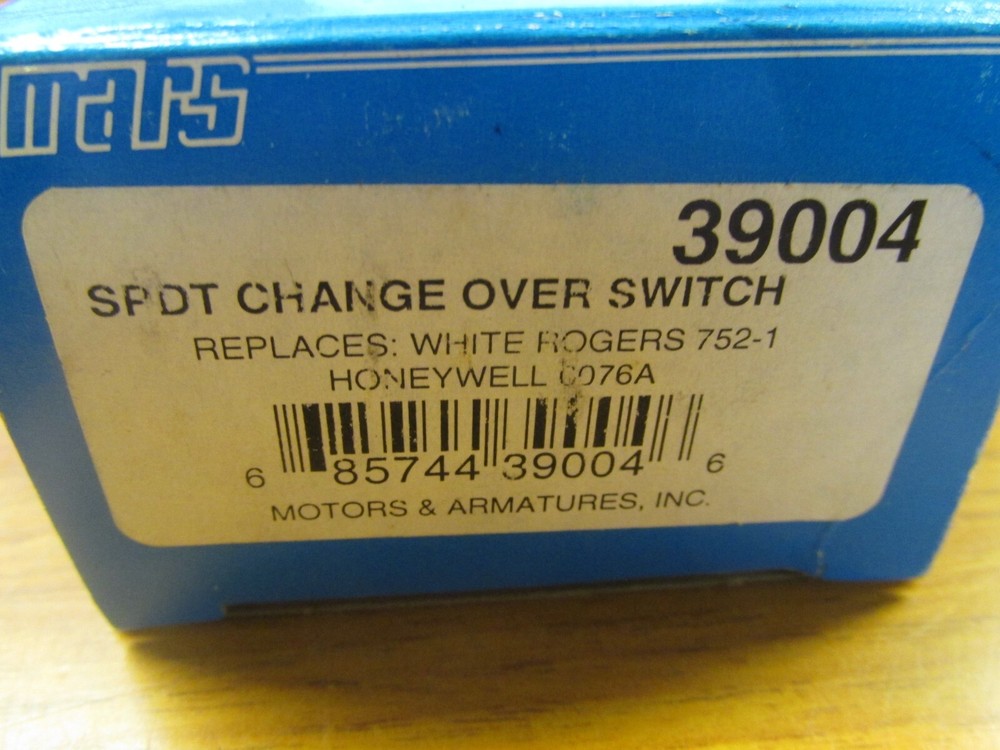 mars
39004
SPDT CHANGE OVER SWITCH
REPLACES: WHITE ROGERS 752-1
HONEYWELL
6 85744 39004 6
MOTORS & ARMATURES, INC.